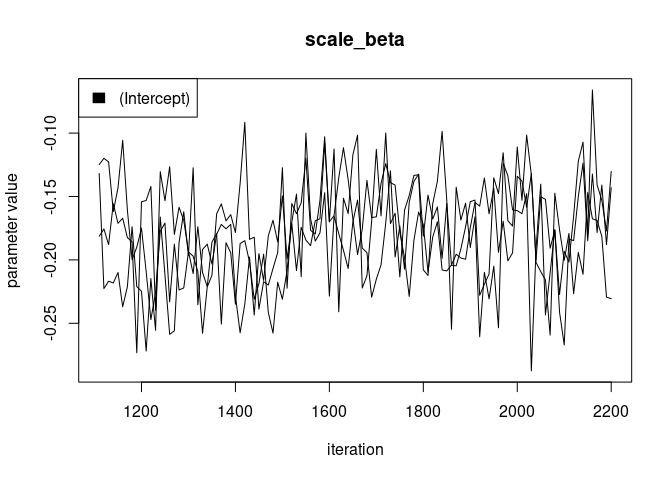 scale_beta
(Intercept)
parameter value
-0.10
-0.15
-0.20
-0.25
1200 1400 1600 1800 2000 2200
iteration